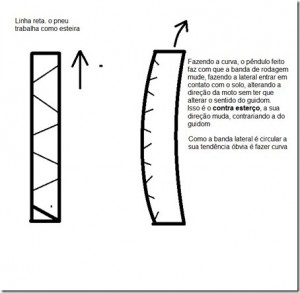 Linha reta. o pneu
trabalha como esteira
Fazendo a curva, o pêndulo feito
faz com que a banda de rodagem
mude, fazendo a lateral entrar em
contato com o solo, alterando a
direção da moto sem ter que
alterar o sentido do guidom.
Isso é o contra esterço, a sua
direção muda, contrariando a do
guidom
Como a banda lateral é circular a
sua tendência óbvia é fazer curva